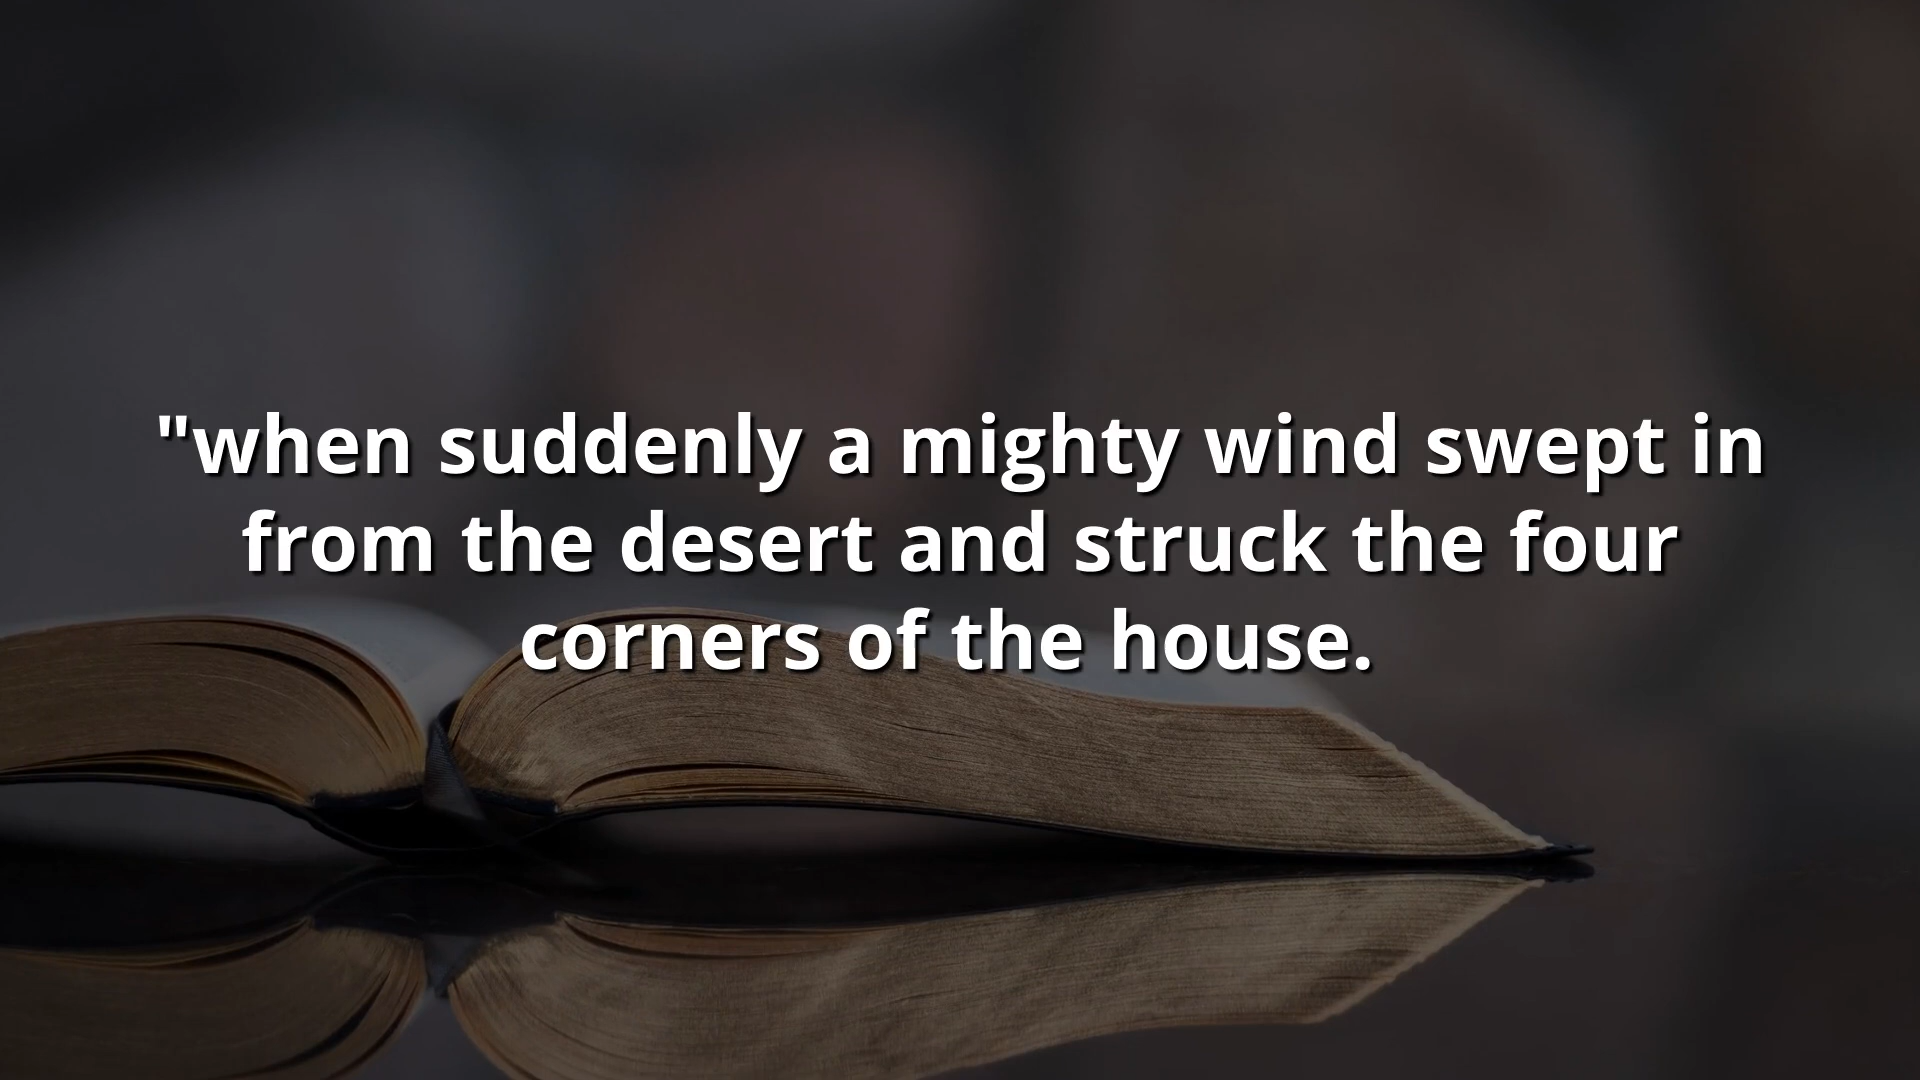 "when suddenly a mighty wind swept in
from the desert and struck the four
corners of the house.